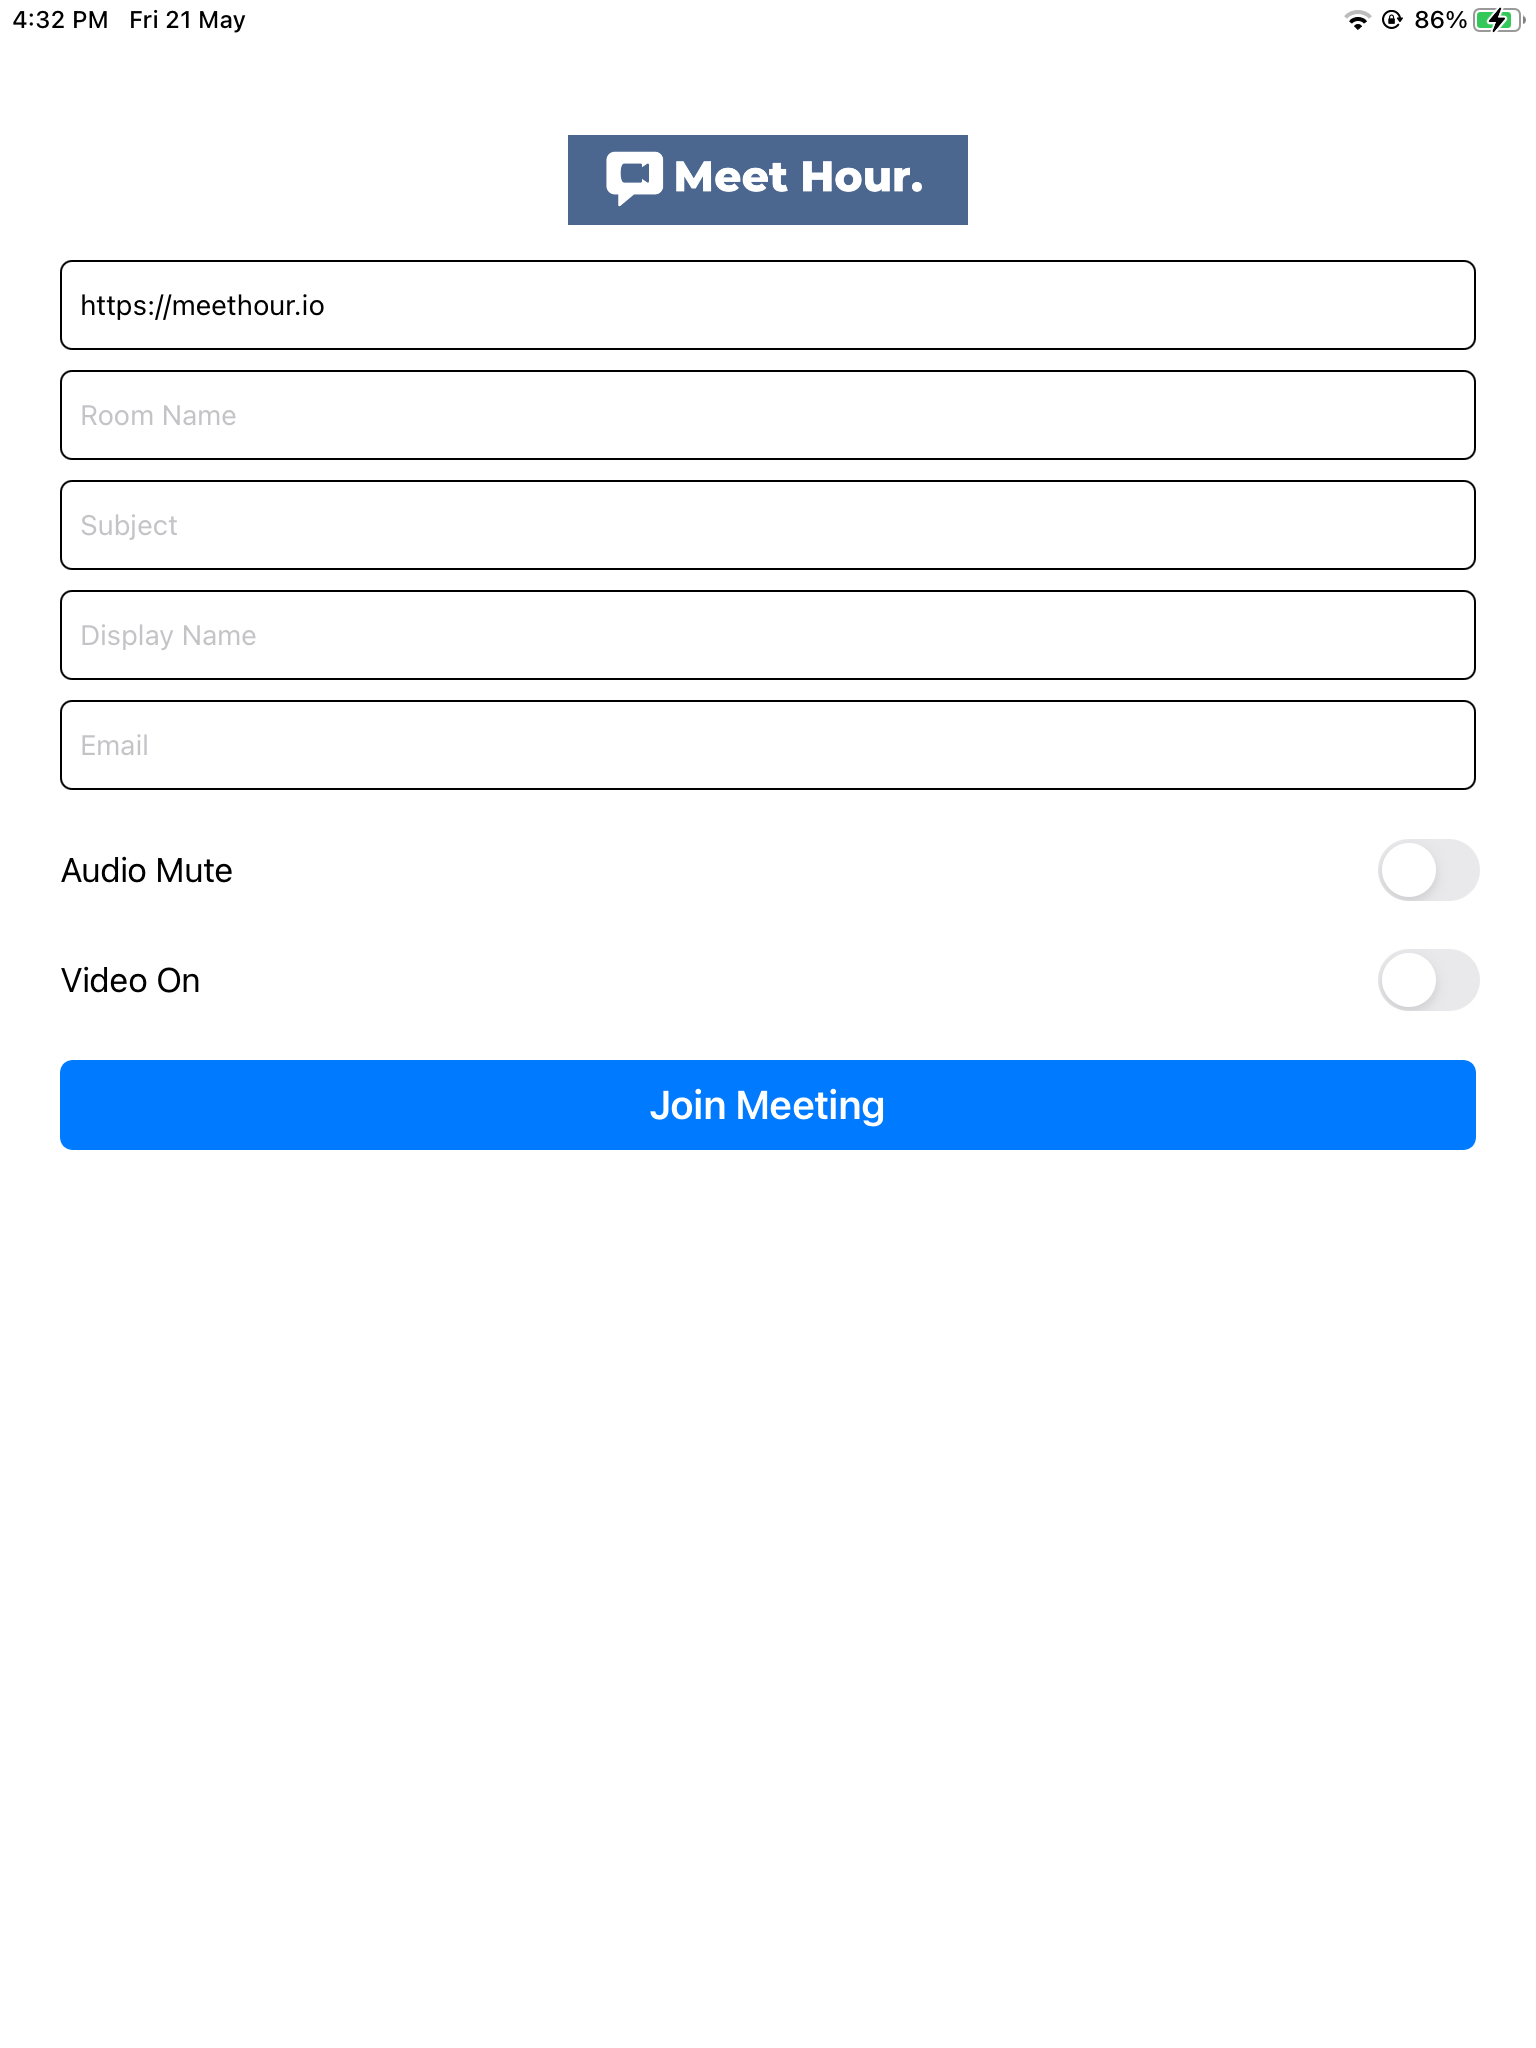 4:32 PM Fri 21 May 86%
Meet Hour.
https://meethour.io
Room Name
Subject
Display Name
Email
Audio Mute
Video On
Join Meeting